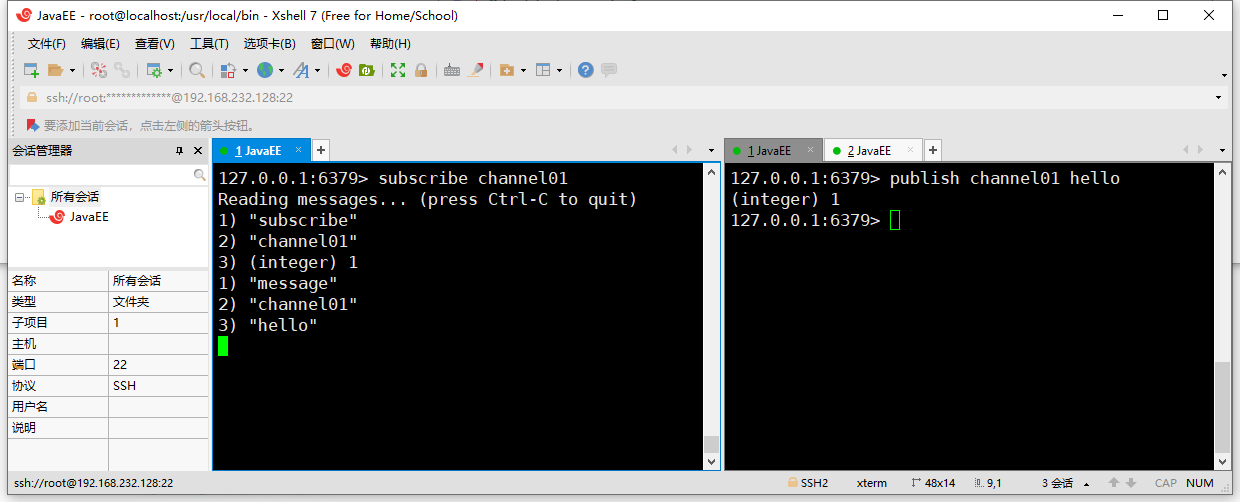 JavaEE - root@localhost:/usr/local/bin - Xshell 7 (Free for Home/School)
文件(F) 编辑(E) 查看(V) 工具(T) 选项卡(B) 窗口(W) 帮助(H)
ssh://root:*************@192.168.232.128:22
要添加当前会话，点击左侧的箭头按钮。
会话管理器
所有会话
JavaEE
名称 所有会话
类型 文件夹
子项目 1
主机
端口 22
协议 SSH
用户名
说明
1 JavaEE
127.0.0.1:6379> subscribe channel01
Reading messages... (press Ctrl-C to quit)
1) "subscribe"
2) "channel01"
3) (integer) 1
1) "message"
2) "channel01"
3) "hello"
1 JavaEE 2 JavaEE
127.0.0.1:6379> publish channel01 hello
(integer) 1
127.0.0.1:6379>
ssh://root@192.168.232.128:22 SSH2 xterm 48x14 9,1 3 会话 CAP NUM